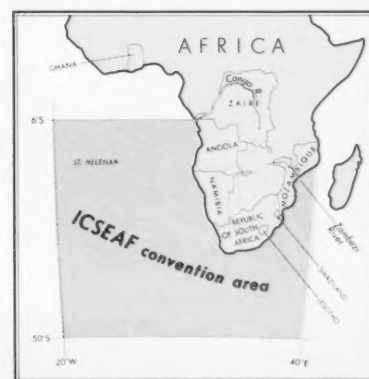 AFRICA
GHANA
Congo R.
ZAIRE
6°S
ANGOLA
ST. HELENA
MOZAMBIQUE
NAMIBIA
Zambezi
River
REPUBLIC
OF SOUTH
AFRICA
ICSEAF convention area
SWAZILAND
LESOTHO
50°S
20°W
40°E